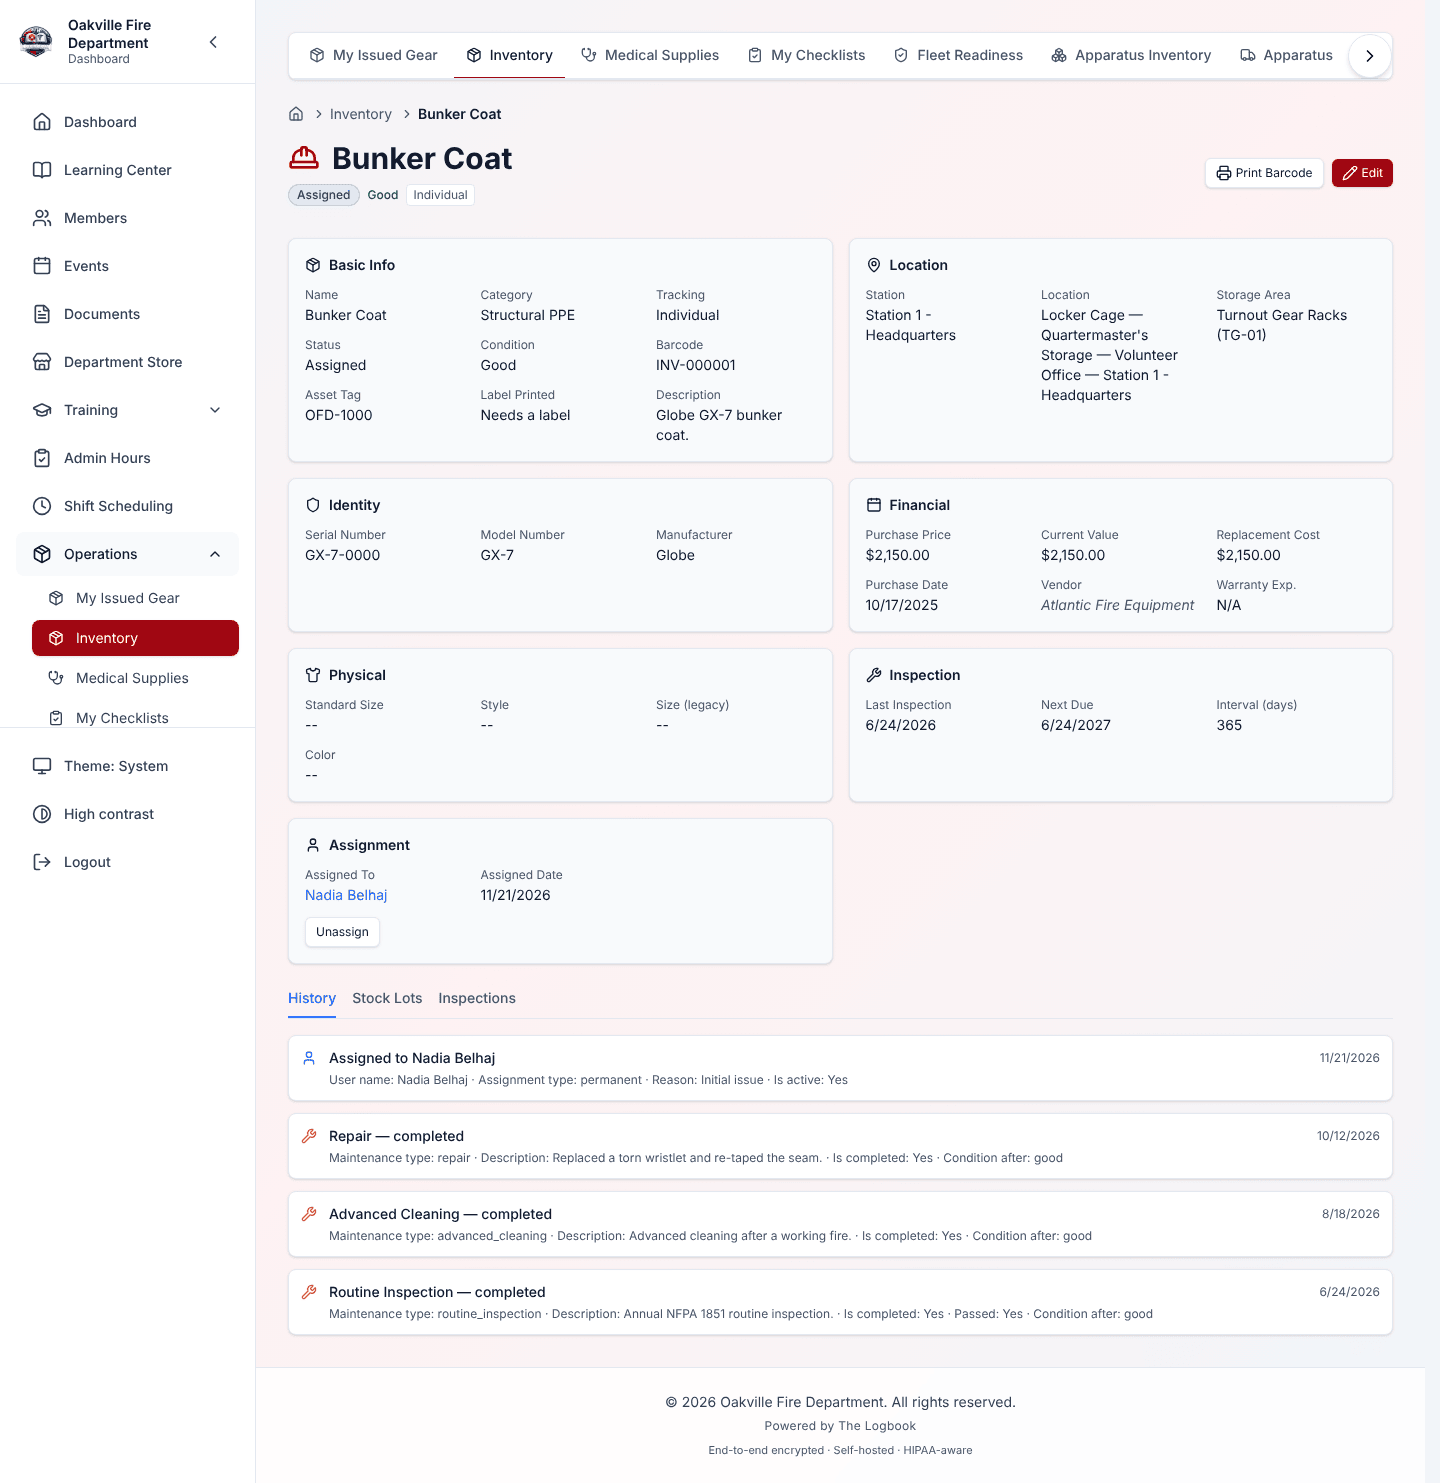 Oakville Fire
Department
Dashboard
Dashboard
Learning Center
Members
Events
Documents
Department Store
Training
Admin Hours
Shift Scheduling
Operations
My Issued Gear
Inventory
Medical Supplies
My Checklists
Theme: System
High contrast
Logout
My Issued Gear
Inventory
Medical Supplies
My Checklists
Fleet Readiness
Apparatus Inventory
Apparatus
Inventory
Bunker Coat
Bunker Coat
Assigned
Good
Individual
Print Barcode
Edit
Basic Info
Name
Category
Tracking
Bunker Coat
Structural PPE
Individual
Status
Condition
Barcode
Assigned
Good
INV-000001
Asset Tag
Label Printed
Description
OFD-1000
Needs a label
Globe GX-7 bunker
coat.
Location
Station
Station 1 -
Headquarters
Location
Locker Cage —
Quartermaster's
Storage — Volunteer
Office — Station 1 -
Headquarters
Storage Area
Turnout Gear Racks
(TG-01)
Identity
Serial Number
Model Number
Manufacturer
GX-7-0000
GX-7
Globe
Financial
Purchase Price
Current Value
Replacement Cost
$2,150.00
$2,150.00
$2,150.00
Purchase Date
Vendor
Warranty Exp.
10/17/2025
Atlantic Fire Equipment
N/A
Physical
Standard Size
Style
Size (legacy)
--
--
--
Color
--
Inspection
Last Inspection
Next Due
Interval (days)
6/24/2026
6/24/2027
365
Assignment
Assigned To
Assigned Date
Nadia Belhaj
11/21/2026
Unassign
History
Stock Lots
Inspections
Assigned to Nadia Belhaj
11/21/2026
User name: Nadia Belhaj · Assignment type: permanent · Reason: Initial issue · Is active: Yes
Repair — completed
10/12/2026
Maintenance type: repair · Description: Replaced a torn wristlet and re-taped the seam. · Is completed: Yes · Condition after: good
Advanced Cleaning — completed
8/18/2026
Maintenance type: advanced_cleaning · Description: Advanced cleaning after a working fire. · Is completed: Yes · Condition after: good
Routine Inspection — completed
6/24/2026
Maintenance type: routine_inspection · Description: Annual NFPA 1851 routine inspection. · Is completed: Yes · Passed: Yes · Condition after: good
© 2026 Oakville Fire Department. All rights reserved.
Powered by The Logbook
End-to-end encrypted · Self-hosted · HIPAA-aware